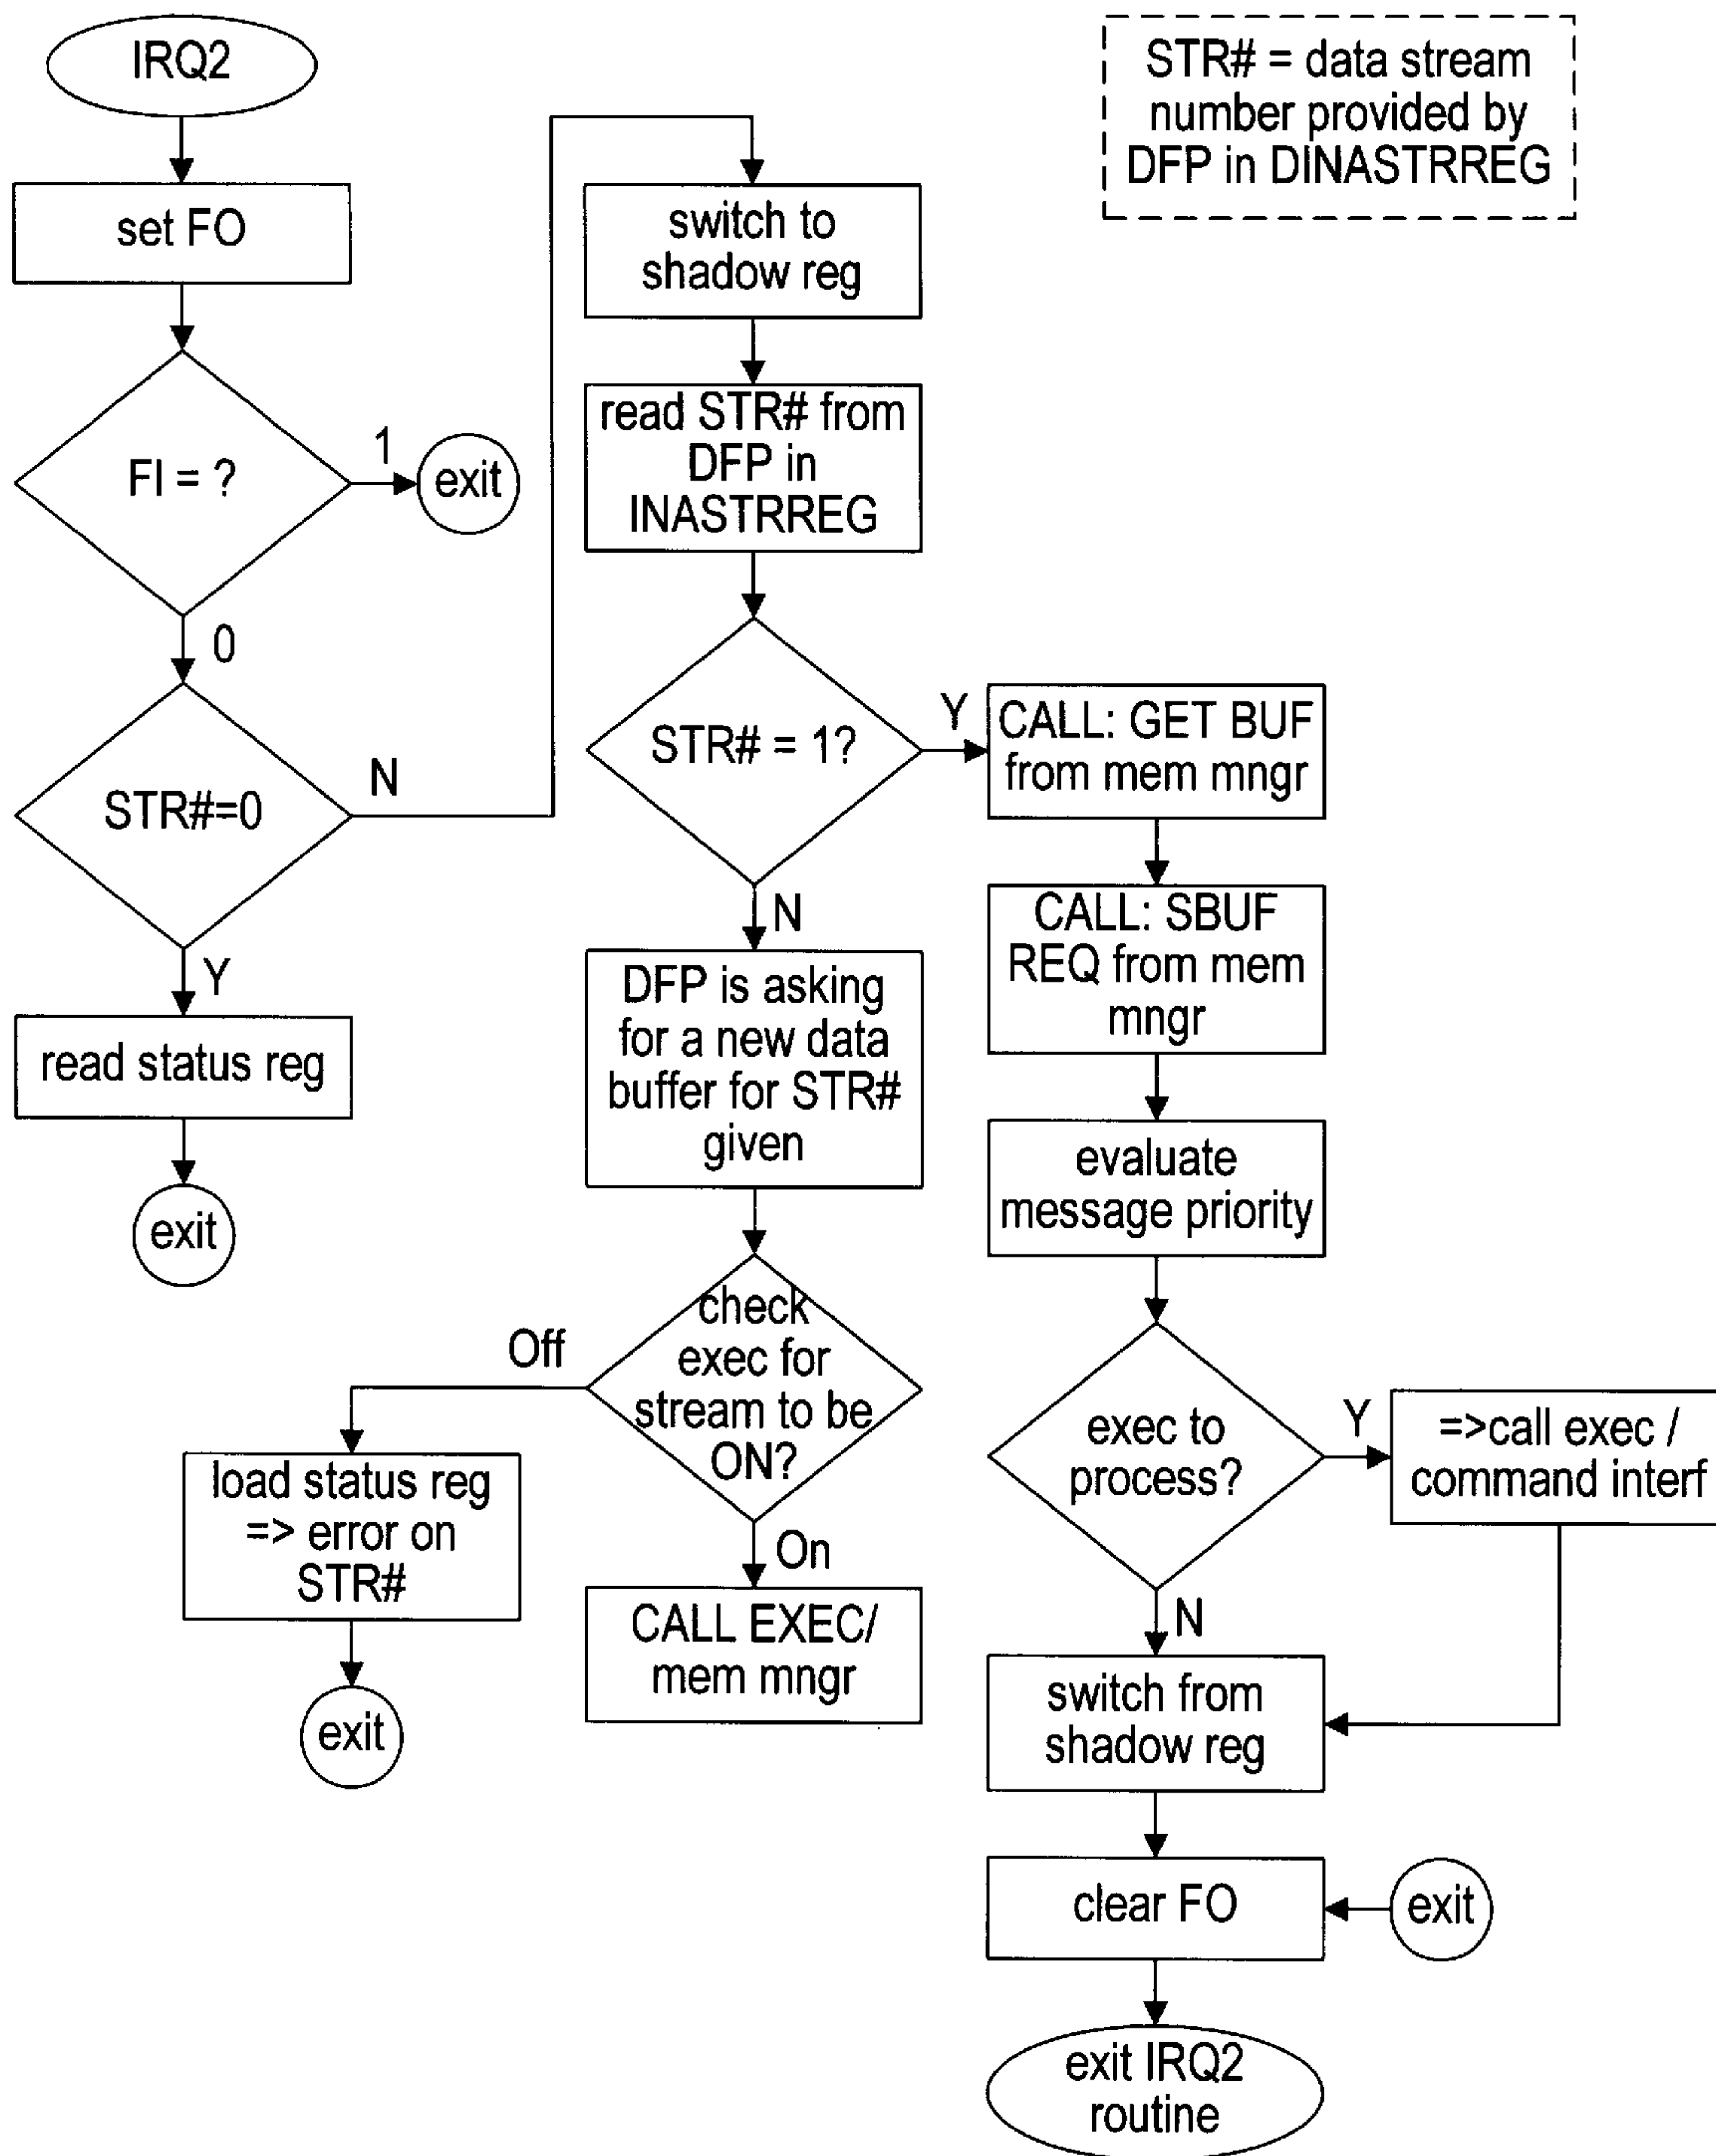 IRQ2
set FO
FI = ?
1
exit
0
STR#=0
N
Y
read status reg
exit
switch to
shadow reg
read STR# from
DFP in
INASTRREG
STR# = 1?
Y
N
DFP is asking
for a new data
buffer for STR#
given
check
exec for
stream to be
ON?
Off
load status reg
=> error on
STR#
exit
On
CALL EXEC/
mem mngr
STR# = data stream
number provided by
DFP in DINASTRREG
CALL: GET BUF
from mem mngr
CALL: SBUF
REQ from mem
mngr
evaluate
message priority
exec to
process?
Y
=>call exec /
command interf
N
switch from
shadow reg
clear FO
exit
exit IRQ2
routine